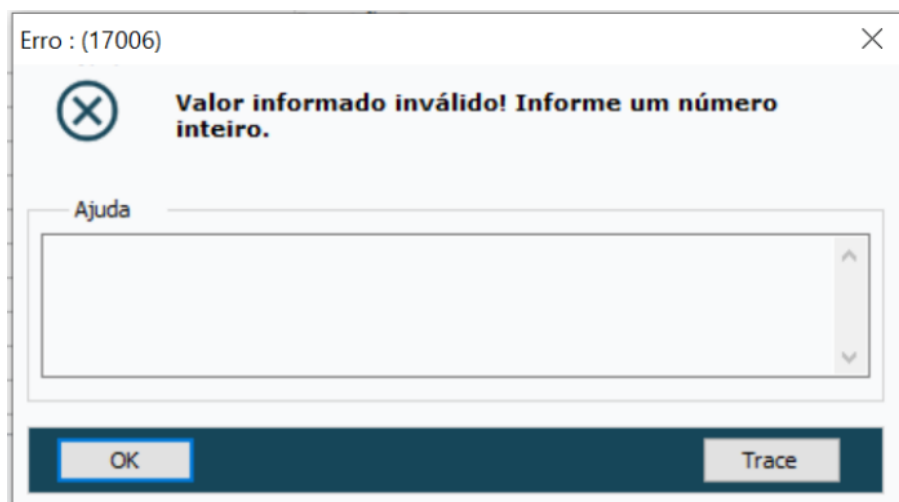 Erro : (17006)
Valor informado inválido! Informe um número
inteiro.
Ajuda
OK
Trace